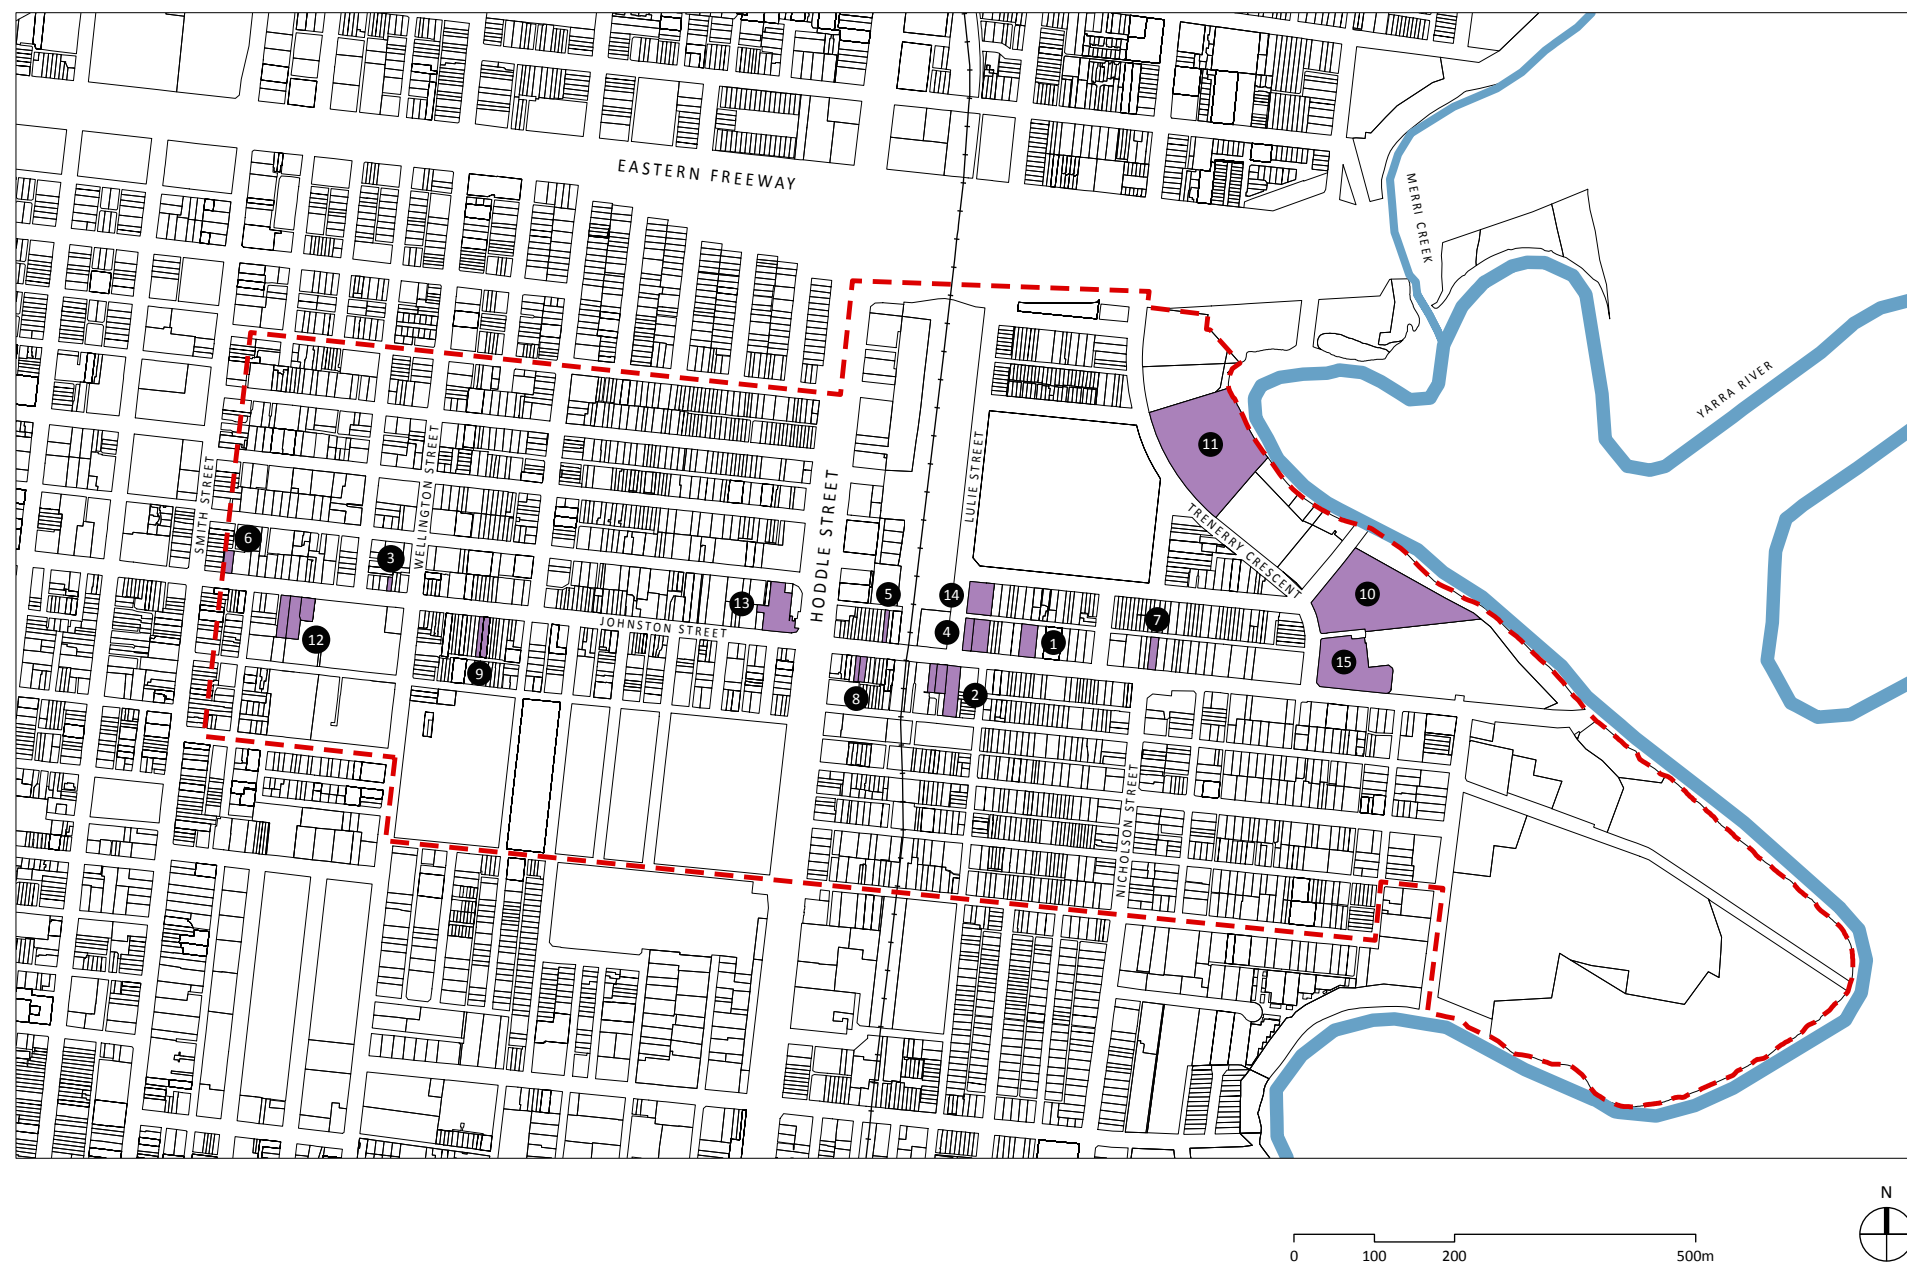 EASTERN FREEWAY
MERRI CREEK
YARRA RIVER
SMITH STREET
WELLINGTON STREET
HODDLE STREET
LULIE STREET
TRENERRY CRESCENT
JOHNSTON STREET
NICHOLSON STREET
11
6
3
5
14
10
13
7
4
1
12
15
9
8
2
N
0 100 200 500m